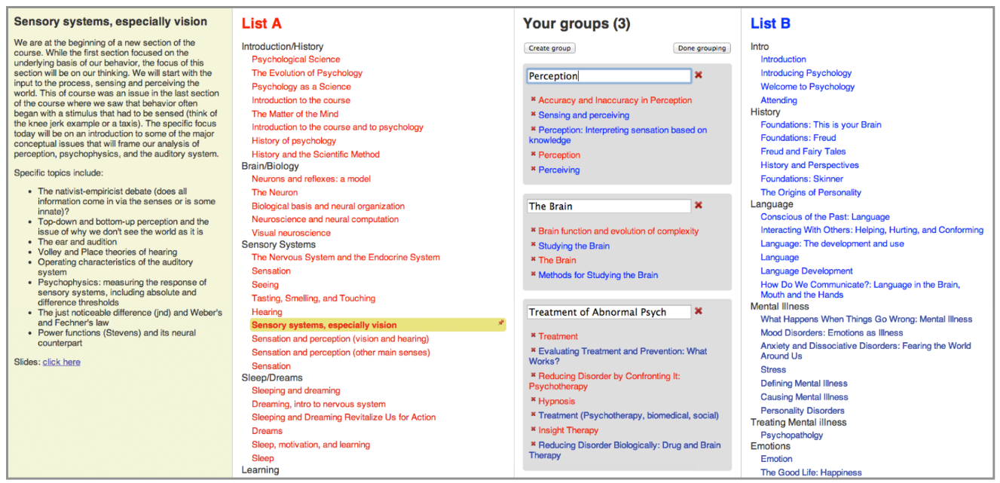 Sensory systems, especially vision
We are at the beginning of a new section of the
course. While the first section focused on the
underlying basis of our behavior, the focus of this
section will be on our thinking. We will start with the
input to the process, sensing and perceiving the
world. This of course was an issue in the last section
of the course where we saw that behavior often
began with a stimulus that had to be sensed (think of
the knee jerk example or a taxis). The specific focus
today will be on an introduction to some of the major
conceptual issues that will frame our analysis of
perception, psychophysics, and the auditory system.
Specific topics include:
• The nativist-empiricist debate (does all
information come in via the senses or is some
innate)?
• Top-down and bottom-up perception and the
issue of why we don't see the world as it is
• The ear and audition
• Volley and Place theories of hearing
• Operating characteristics of the auditory
system
• Psychophysics: measuring the response of
sensory systems, including absolute and
difference thresholds
• The just noticeable difference (jnd) and Weber's
and Fechner's law
• Power functions (Stevens) and its neural
counterpart
Slides: click here
List A
Introduction/History
Psychological Science
The Evolution of Psychology
Psychology as a Science
Introduction to the course
The Matter of the Mind
Introduction to the course and to psychology
History of psychology
History and the Scientific Method
Brain/Biology
Neurons and reflexes: a model
The Neuron
Biological basis and neural organization
Neuroscience and neural computation
Visual neuroscience
Sensory Systems
The Nervous System and the Endocrine System
Sensation
Seeing
Tasting, Smelling, and Touching
Hearing
Sensory systems, especially vision
Sensation and perception (vision and hearing)
Sensation and perception (other main senses)
Sensation
Sleep/Dreams
Sleeping and dreaming
Dreaming, intro to nervous system
Sleeping and Dreaming Revitalize Us for Action
Dreams
Sleep, motivation, and learning
Sleep
Learning
Your groups (3)
Create group
Done grouping
Perception
Accuracy and Inaccuracy in Perception
Sensing and perceiving
Perception: Interpreting sensation based on
knowledge
Perception
Perceiving
The Brain
Brain function and evolution of complexity
Studying the Brain
The Brain
Methods for Studying the Brain
Treatment of Abnormal Psych
Treatment
Evaluating Treatment and Prevention: What
Works?
Reducing Disorder by Confronting It:
Psychotherapy
Hypnosis
Treatment (Psychotherapy, biomedical, social)
Insight Therapy
Reducing Disorder Biologically: Drug and Brain
Therapy
List B
Intro
Introduction
Introducing Psychology
Welcome to Psychology
Attending
History
Foundations: This is your Brain
Foundations: Freud
Freud and Fairy Tales
History and Perspectives
Foundations: Skinner
The Origins of Personality
Language
Conscious of the Past: Language
Interacting With Others: Helping, Hurting, and Conforming
Language: The development and use
Language
Language Development
How Do We Communicate?: Language in the Brain,
Mouth and the Hands
Mental Illness
What Happens When Things Go Wrong: Mental Illness
Mood Disorders: Emotions as Illness
Anxiety and Dissociative Disorders: Fearing the World
Around Us
Stress
Defining Mental Illness
Causing Mental Illness
Personality Disorders
Treating Mental illness
Psychopatholgy
Emotions
Emotion
The Good Life: Happiness